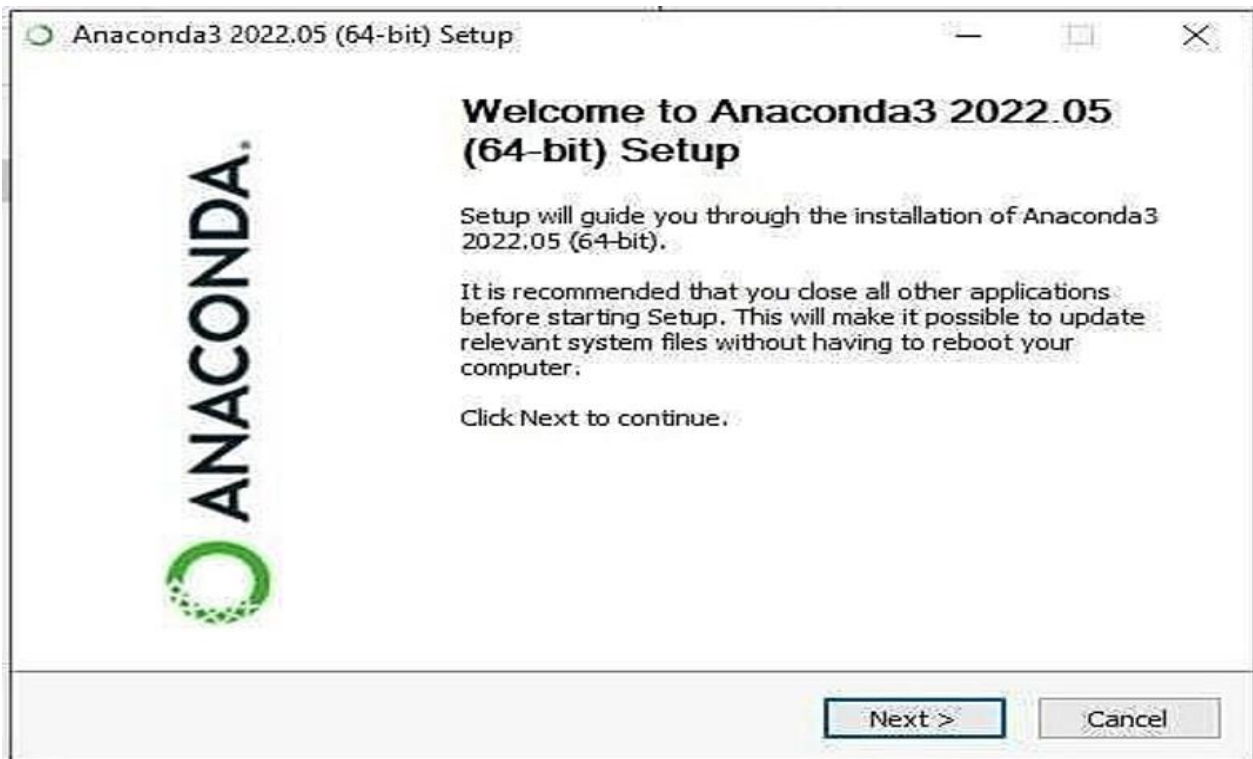 Anaconda3 2022.05 (64-bit) Setup
Welcome to Anaconda3 2022.05
(64-bit) Setup
Setup will guide you through the installation of Anaconda3
2022.05 (64-bit).
It is recommended that you close all other applications
before starting Setup. This will make it possible to update
relevant system files without having to reboot your
computer.
Click Next to continue.
ANACONDA.
Next >
Cancel